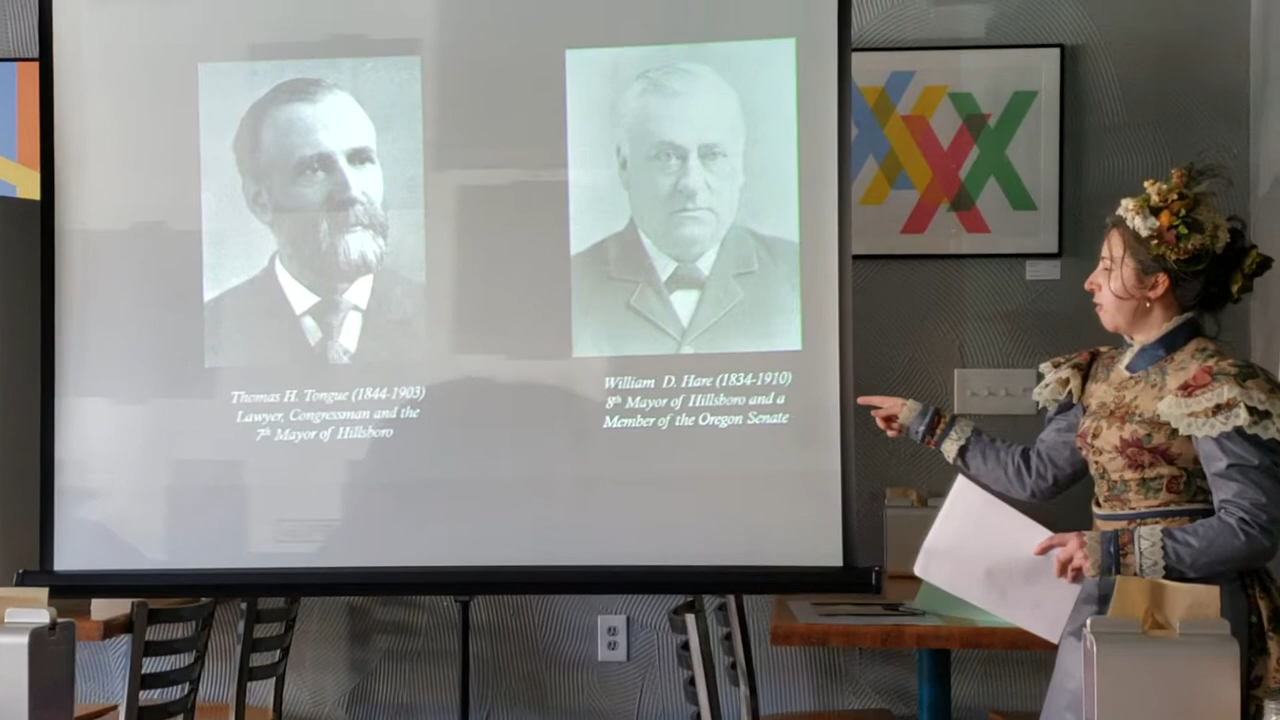 Thomas H. Tongue (1844-1903)
Lawyer, Congressman and the
7th Mayor of Hillsboro
William D. Hare (1834-1910)
8th Mayor of Hillsboro and a
Member of the Oregon Senate